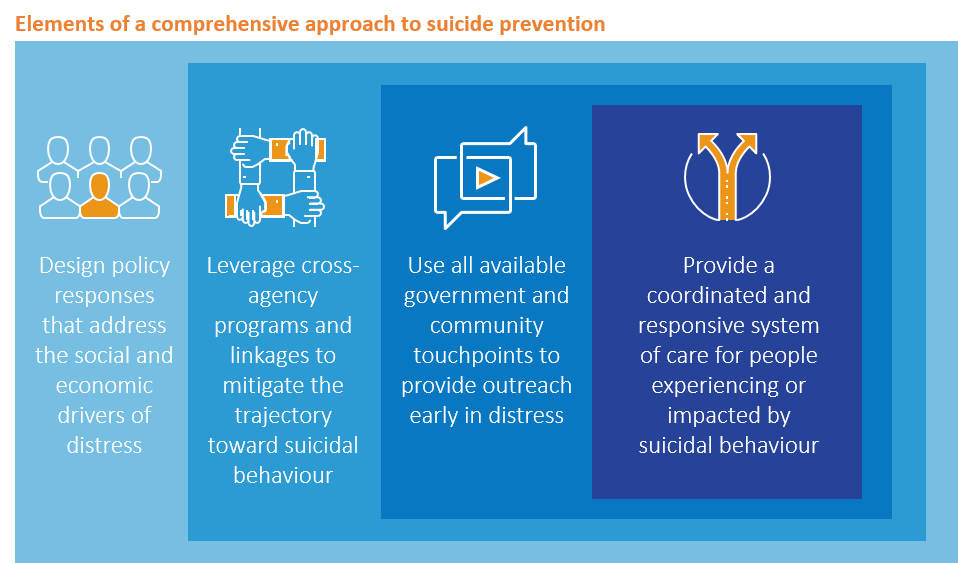 Elements of a comprehensive approach to suicide prevention
Design policy
responses
that address
the social and
economic
drivers of
distress
Leverage cross-
agency
programs and
linkages to
mitigate the
trajectory
toward suicidal
behaviour
Use all available
government and
community
touchpoints to
provide outreach
early in distress
Provide a
coordinated and
responsive system
of care for people
experiencing or
impacted by
suicidal behaviour